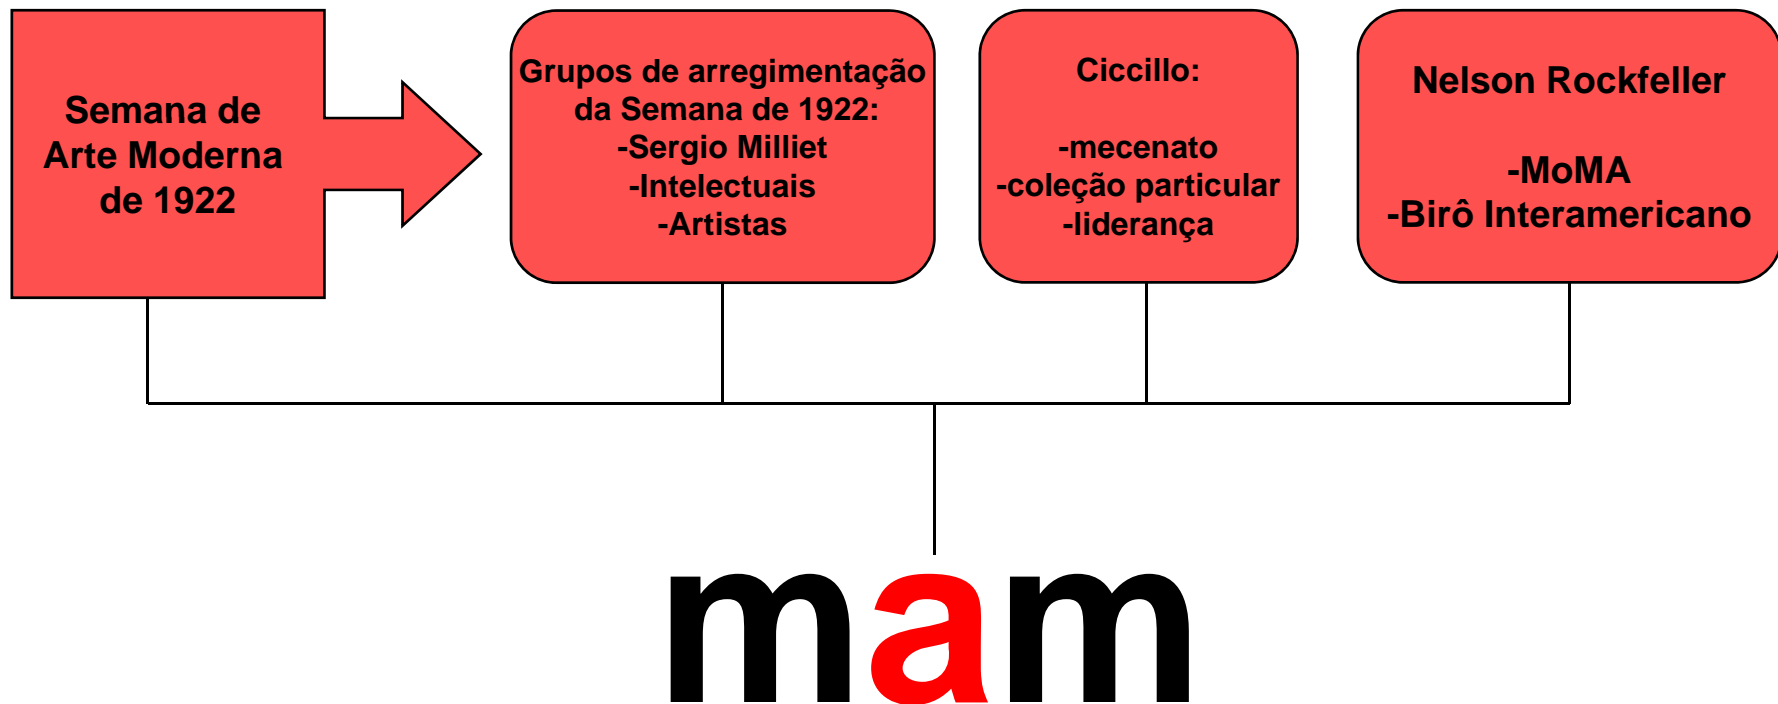 Semana de
Arte Moderna
de 1922
Grupos de arregimentação
da Semana de 1922:
-Sergio Milliet
-Intelectuais
-Artistas
Ciccillo:
-mecenato
-coleção particular
-liderança
Nelson Rockfeller
-MoMA
-Birô Interamericano
mam